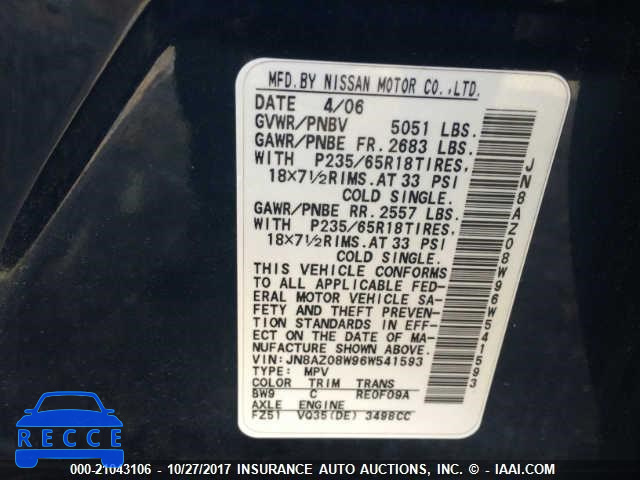 MFD. BY NISSAN MOTOR CO., LTD.
DATE 4/06
GVWR/PNBV 5051 LBS.
GAWR/PNBE FR. 2683 LBS.
WITH P235/65R18TIRES,
18X7½RIMS. AT 33 PSI
COLD SINGLE.
GAWR/PNBE RR. 2557 LBS.
WITH P235/65R18TIRES,
18X7½RIMS. AT 33 PSI
COLD SINGLE.
THIS VEHICLE CONFORMS
TO ALL APPLICABLE FED-
ERAL MOTOR VEHICLE SA-
FETY AND THEFT PREVEN-
TION STANDARDS IN EFF-
ECT ON THE DATE OF MA-
NUFACTURE SHOWN ABOVE.
VIN: JN8AZ08W96W541593
TYPE: MPV
COLOR TRIM TRANS
BW9 C RE0F09A
AXLE ENGINE
FZ51 VQ35(DE) 3498CC
JN8AZ08W96W541593
RECCE
000-21043106 - 10/27/2017 - INSURANCE AUTO AUCTIONS, INC. - © - IAAI.COM